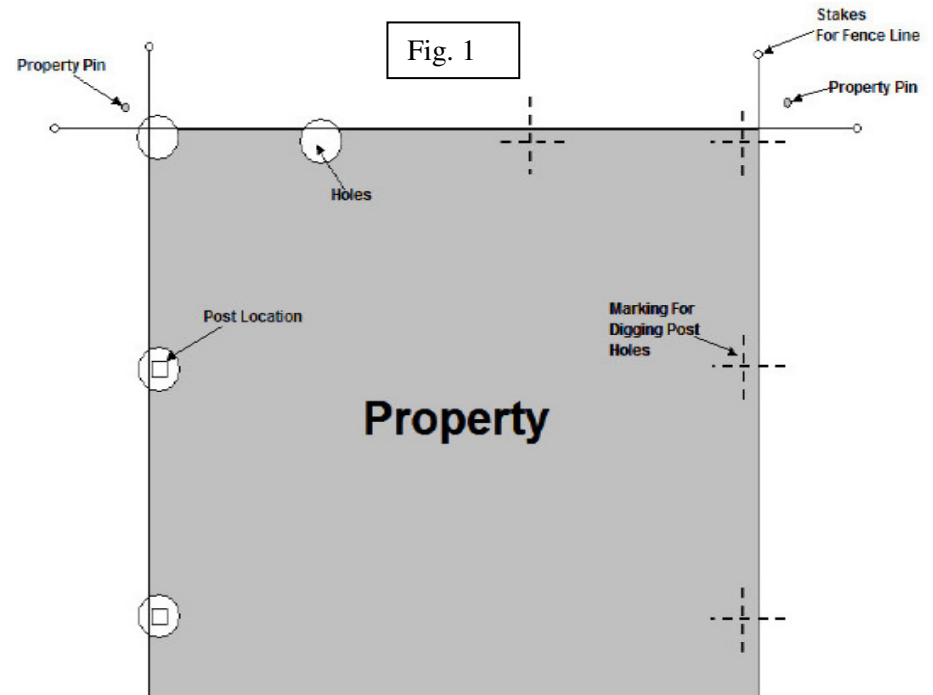 Fig. 1
Stakes
For Fence Line
Property Pin
Property Pin
Holes
Post Location
Marking For
Digging Post
Holes
Property